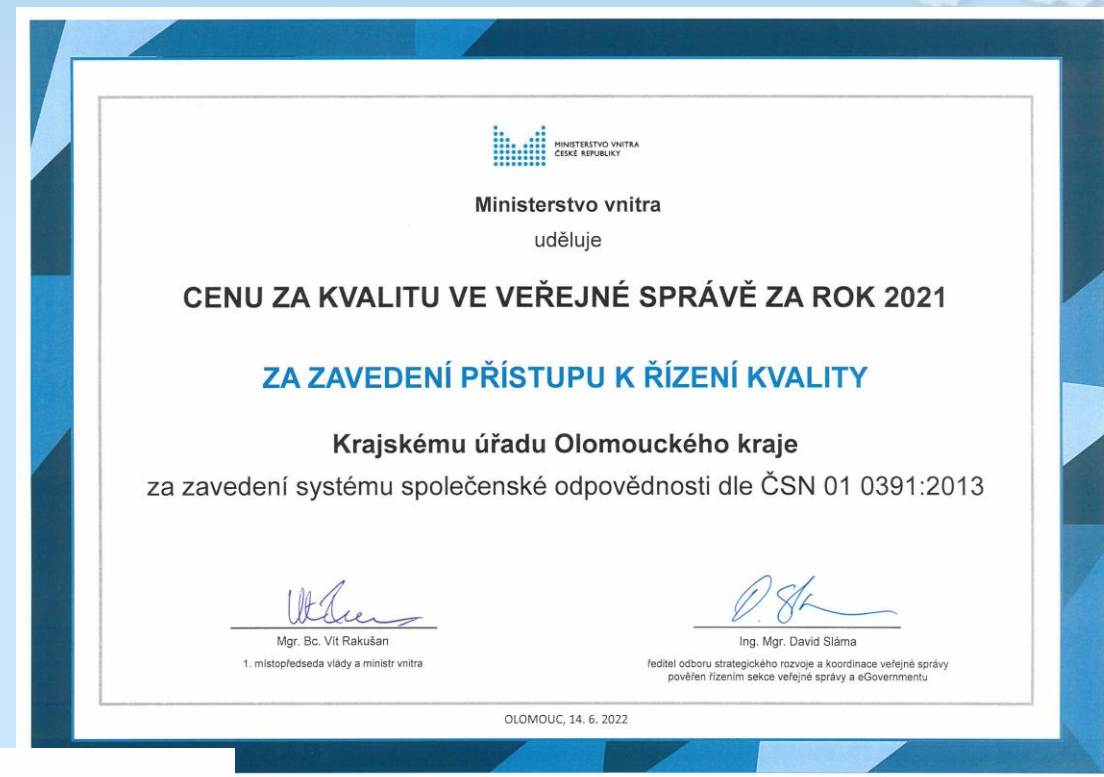 MINISTERSTVO VNITRA
ČESKÉ REPUBLIKY
Ministerstvo vnitra
uděluje
CENU ZA KVALITU VE VEŘEJNÉ SPRÁVĚ ZA ROK 2021
ZA ZAVEDENÍ PŘÍSTUPU K ŘÍZENÍ KVALITY
Krajskému úřadu Olomouckého kraje
za zavedení systému společenské odpovědnosti dle ČSN 01 0391:2013
Mgr. Bc. Vít Rakušan
1. místopředseda vlády a ministr vnitra
Ing. Mgr. David Sláma
ředitel odboru strategického rozvoje a koordinace veřejné správy
pověřen řízením sekce veřejné správy a eGovernmentu
OLOMOUC, 14. 6. 2022